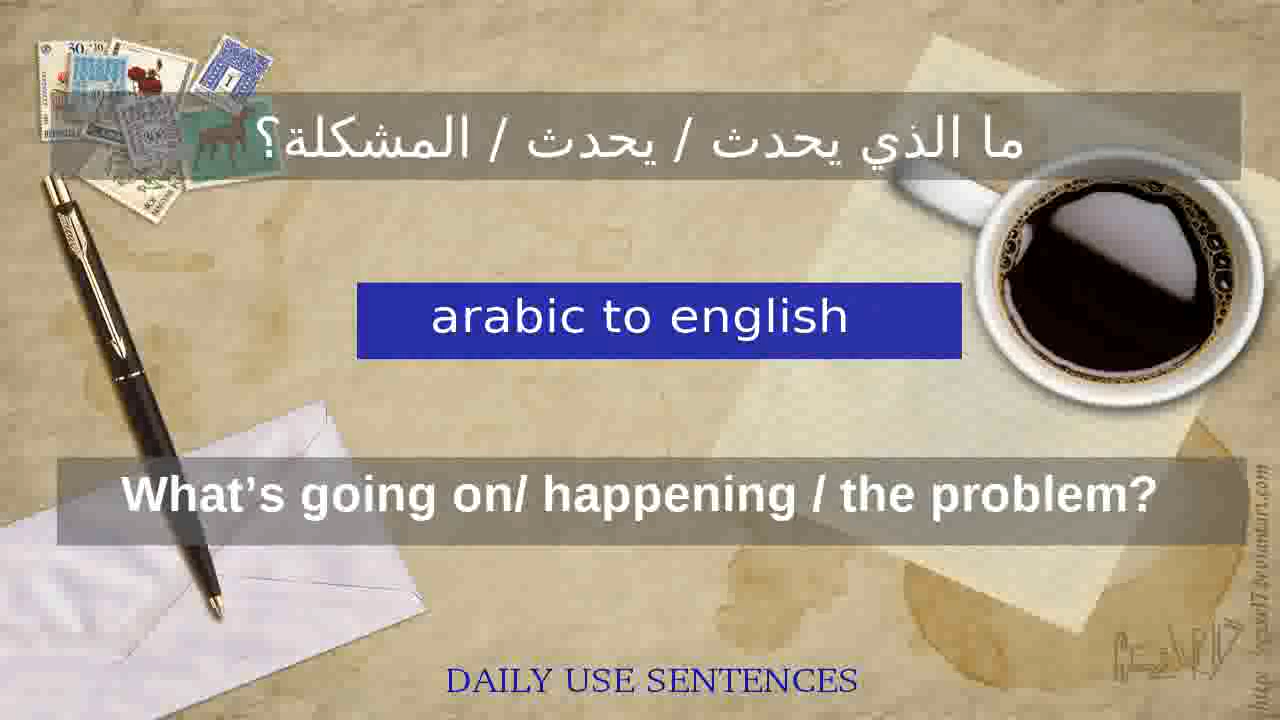 ما الذي يحدث / يحدث / المشكلة؟
arabic to english
What’s going on/ happening / the problem?
DAILY USE SENTENCES